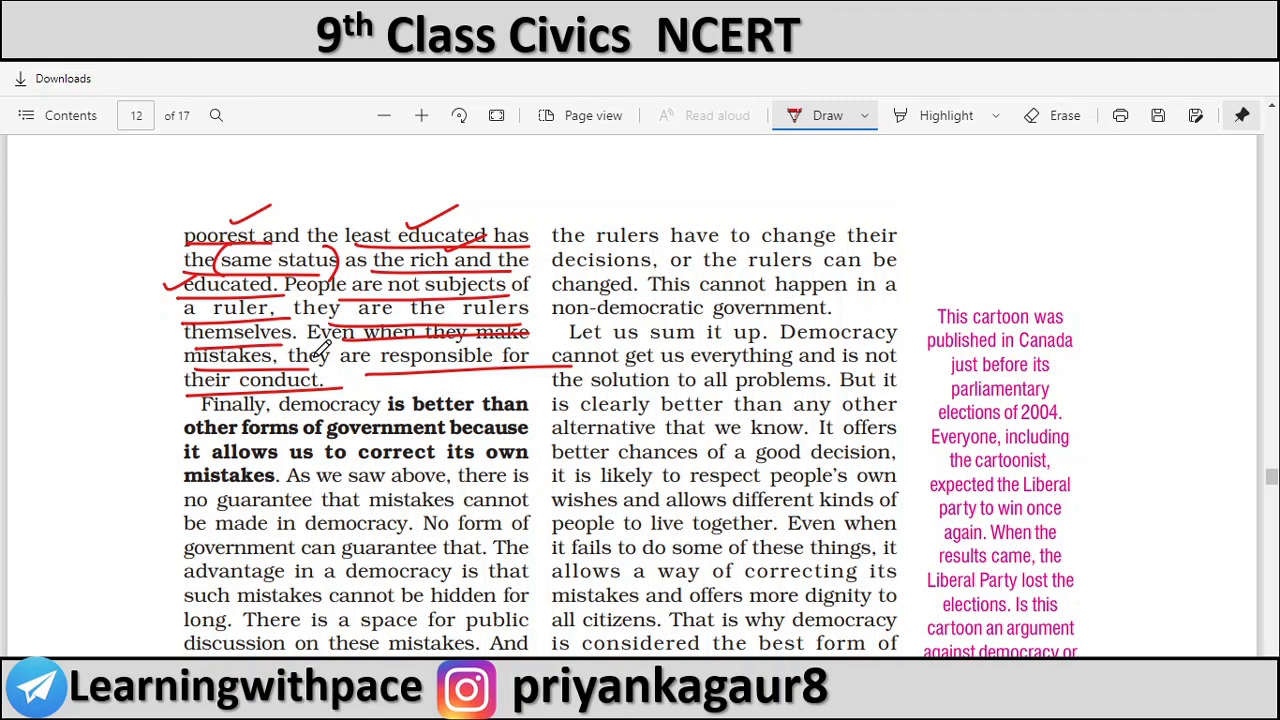 9th Class Civics NCERT
Downloads
Contents 12 of 17 Page view Read aloud Draw Highlight Erase
poorest and the least educated has
the same status as the rich and the
educated. People are not subjects of
a ruler, they are the rulers
themselves. Even when they make
mistakes, they are responsible for
their conduct.
Finally, democracy is better than
other forms of government because
it allows us to correct its own
mistakes. As we saw above, there is
no guarantee that mistakes cannot
be made in democracy. No form of
government can guarantee that. The
advantage in a democracy is that
such mistakes cannot be hidden for
long. There is a space for public
discussion on these mistakes. And
the rulers have to change their
decisions, or the rulers can be
changed. This cannot happen in a
non-democratic government.
Let us sum it up. Democracy
cannot get us everything and is not
the solution to all problems. But it
is clearly better than any other
alternative that we know. It offers
better chances of a good decision,
it is likely to respect people's own
wishes and allows different kinds of
people to live together. Even when
it fails to do some of these things, it
allows a way of correcting its
mistakes and offers more dignity to
all citizens. That is why democracy
is considered the best form of
This cartoon was
published in Canada
just before its
parliamentary
elections of 2004.
Everyone, including
the cartoonist,
expected the Liberal
party to win once
again. When the
results came, the
Liberal Party lost the
elections. Is this
cartoon an argument
against democracy or
Learningwithpace priyankagaur8